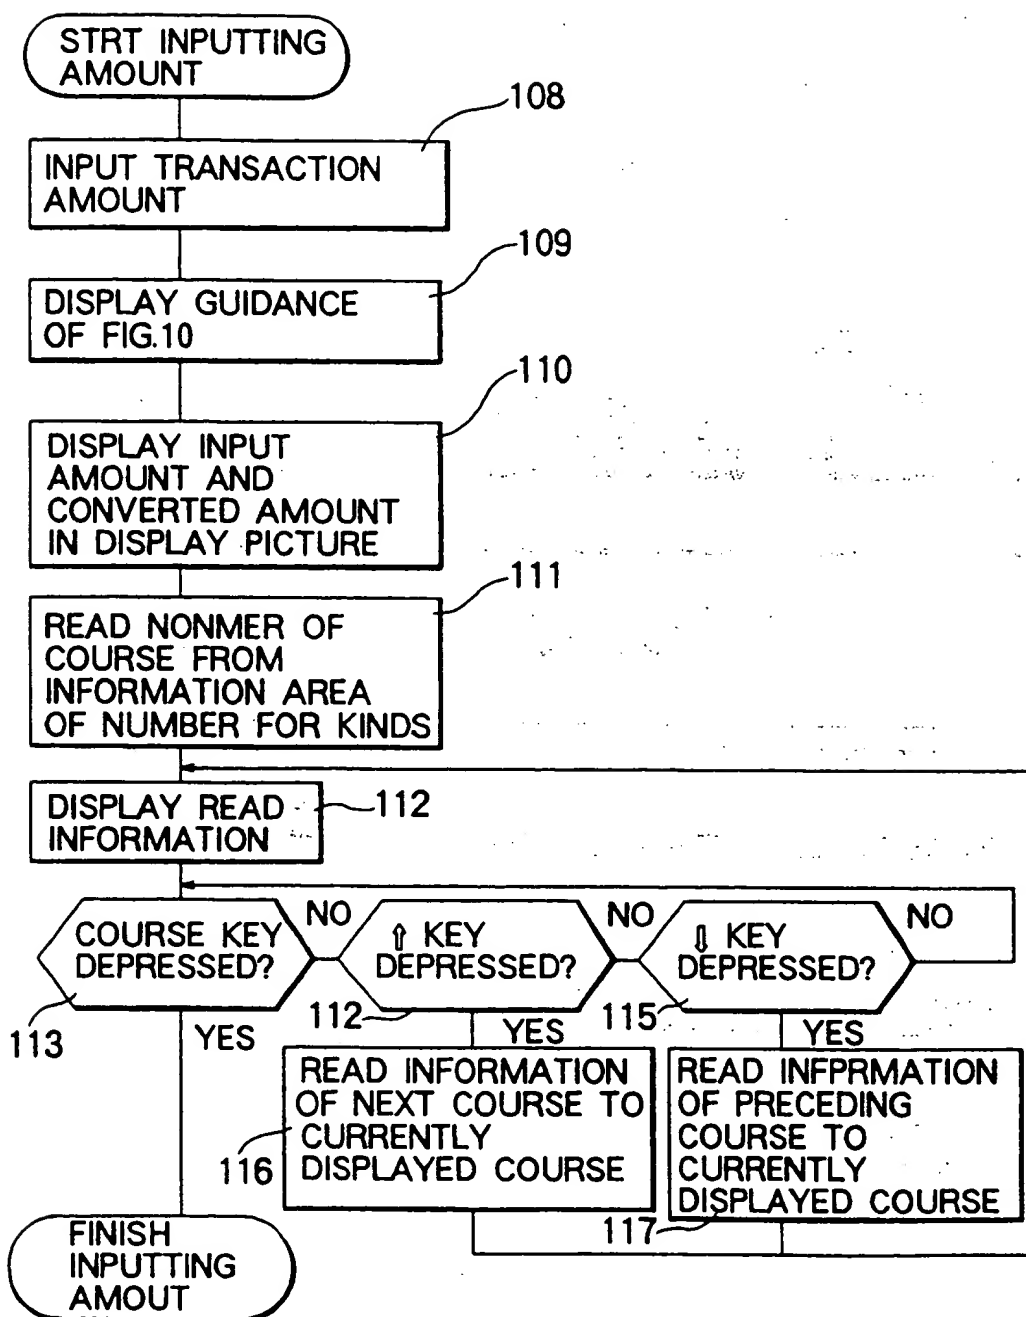 STRT INPUTTING
AMOUNT
108
INPUT TRANSACTION
AMOUNT
109
DISPLAY GUIDANCE
OF FIG.10
110
DISPLAY INPUT
AMOUNT AND
CONVERTED AMOUNT
IN DISPLAY PICTURE
111
READ NONMER OF
COURSE FROM
INFORMATION AREA
OF NUMBER FOR KINDS
DISPLAY READ
INFORMATION
112
COURSE KEY
DEPRESSED?
NO
⇧ KEY
DEPRESSED?
NO
⇩ KEY
DEPRESSED?
NO
113
YES
112
YES
115
YES
READ INFORMATION
OF NEXT COURSE TO
CURRENTLY
DISPLAYED COURSE
116
READ INFPRMATION
OF PRECEDING
COURSE TO
CURRENTLY
DISPLAYED COURSE
117
FINISH
INPUTTING
AMOUT